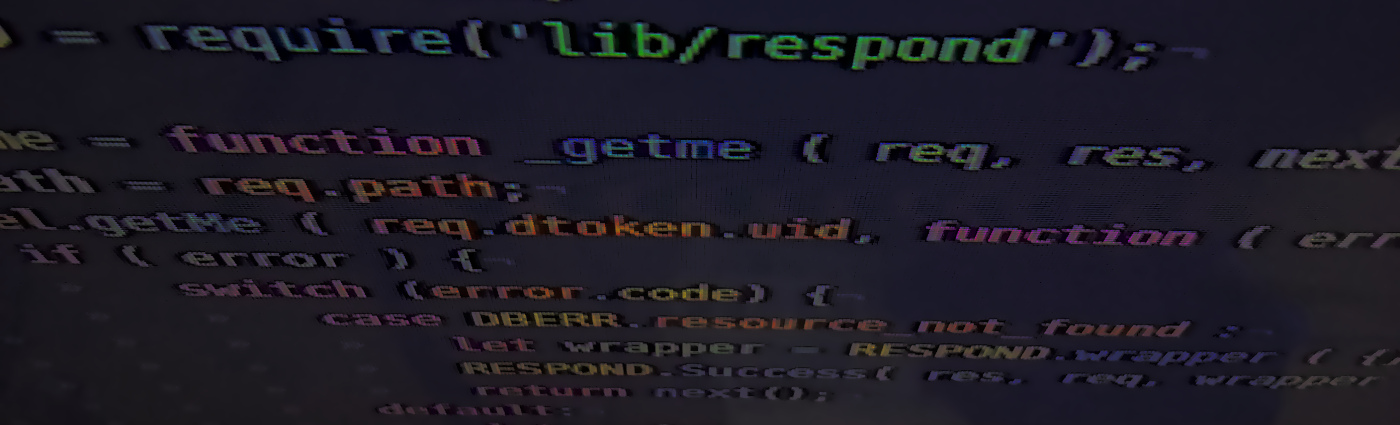 = require('lib/respond');
me = function _getme ( req, res, next
ath = req.path;
el.getMe ( req.dtoken.uid, function ( err
if ( error ) {
switch (error.code) {
case DBERR.resource_not_found :
let wrapper = RESPOND.wrapper ( {
RESPOND.Success( res, req, wrapper
return next();
default: